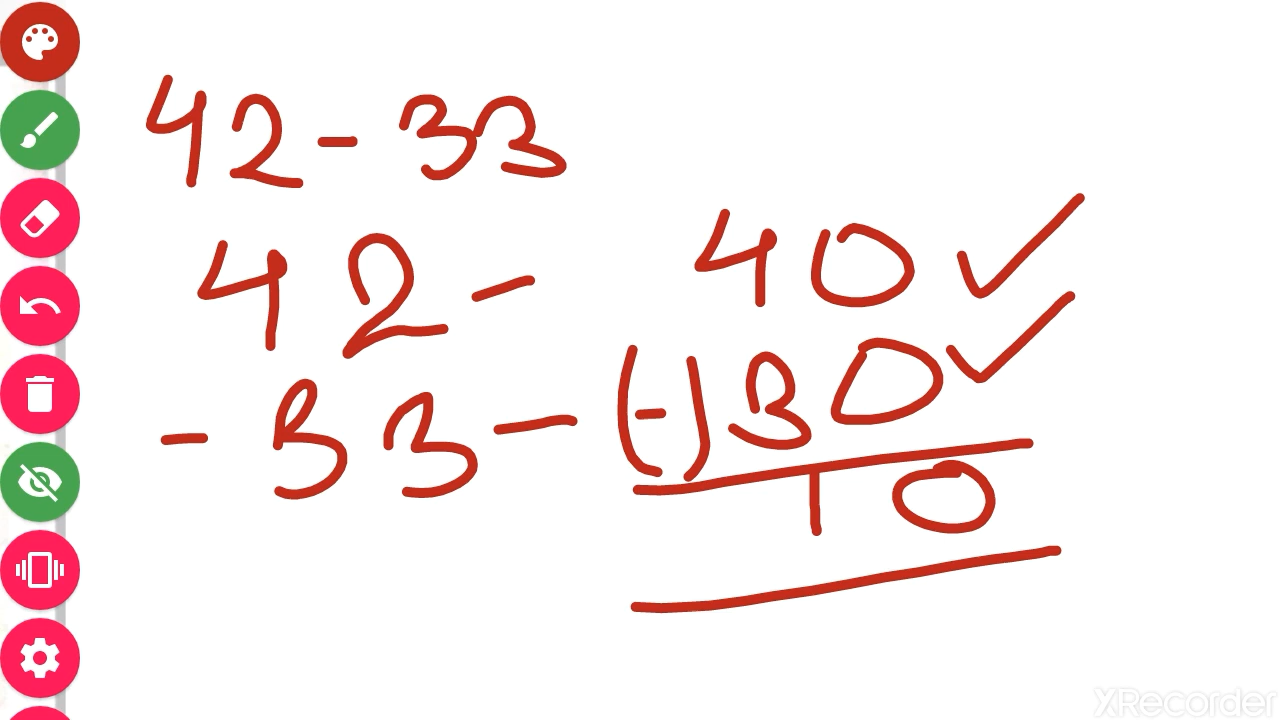 42 - 33
42 - 40 ✓
- 33 - (-) 30 ✓
10
XRecorder